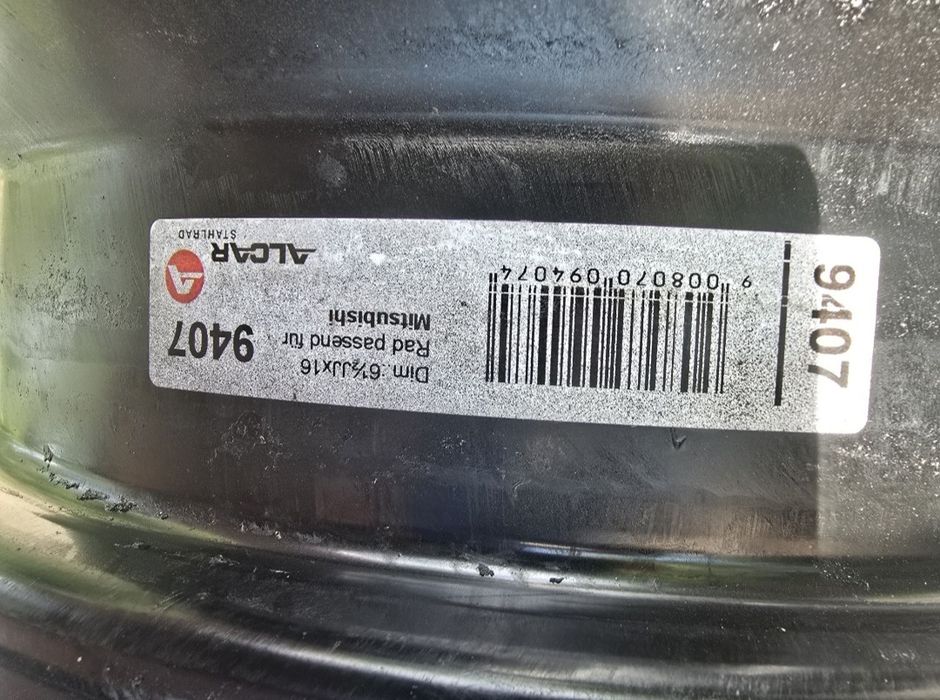 Dim.:6½JJx16
Rad passend für
Mitsubishi
9407
ALCAR
STAHLRAD
9 008070 094074
9407